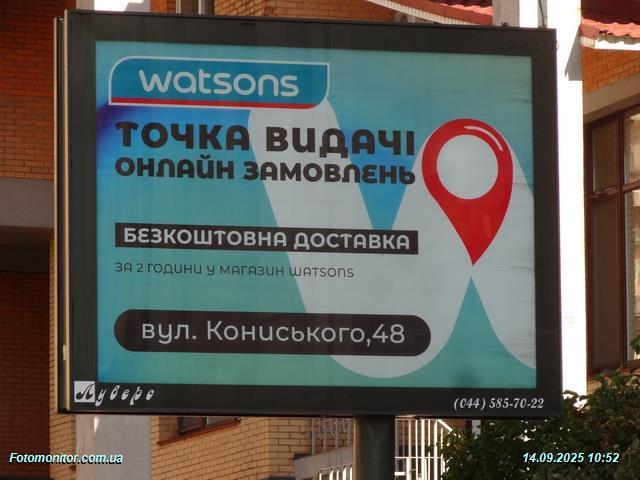 watsons
ТОЧКА ВИДАЧІ
ОНЛАЙН ЗАМОВЛЕНЬ
БЕЗКОШТОВНА ДОСТАВКА
ЗА 2 ГОДИНИ У МАГАЗИН WATSONS
вул. Кониського,48
Луверс
(044) 585-70-22
Fotomonitor.com.ua
14.09.2025 10:52